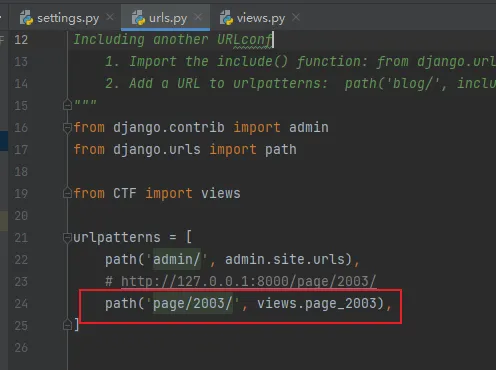 settings.py × urls.py × views.py ×
12 Including another URLconf
13 1. Import the include() function: from django.url
14 2. Add a URL to urlpatterns: path('blog/', inclu
15 """
16 from django.contrib import admin
17 from django.urls import path
18
19 from CTF import views
20
21 urlpatterns = [
22 path('admin/', admin.site.urls),
23 # http://127.0.0.1:8000/page/2003/
24 path('page/2003/', views.page_2003),
25 ]
26